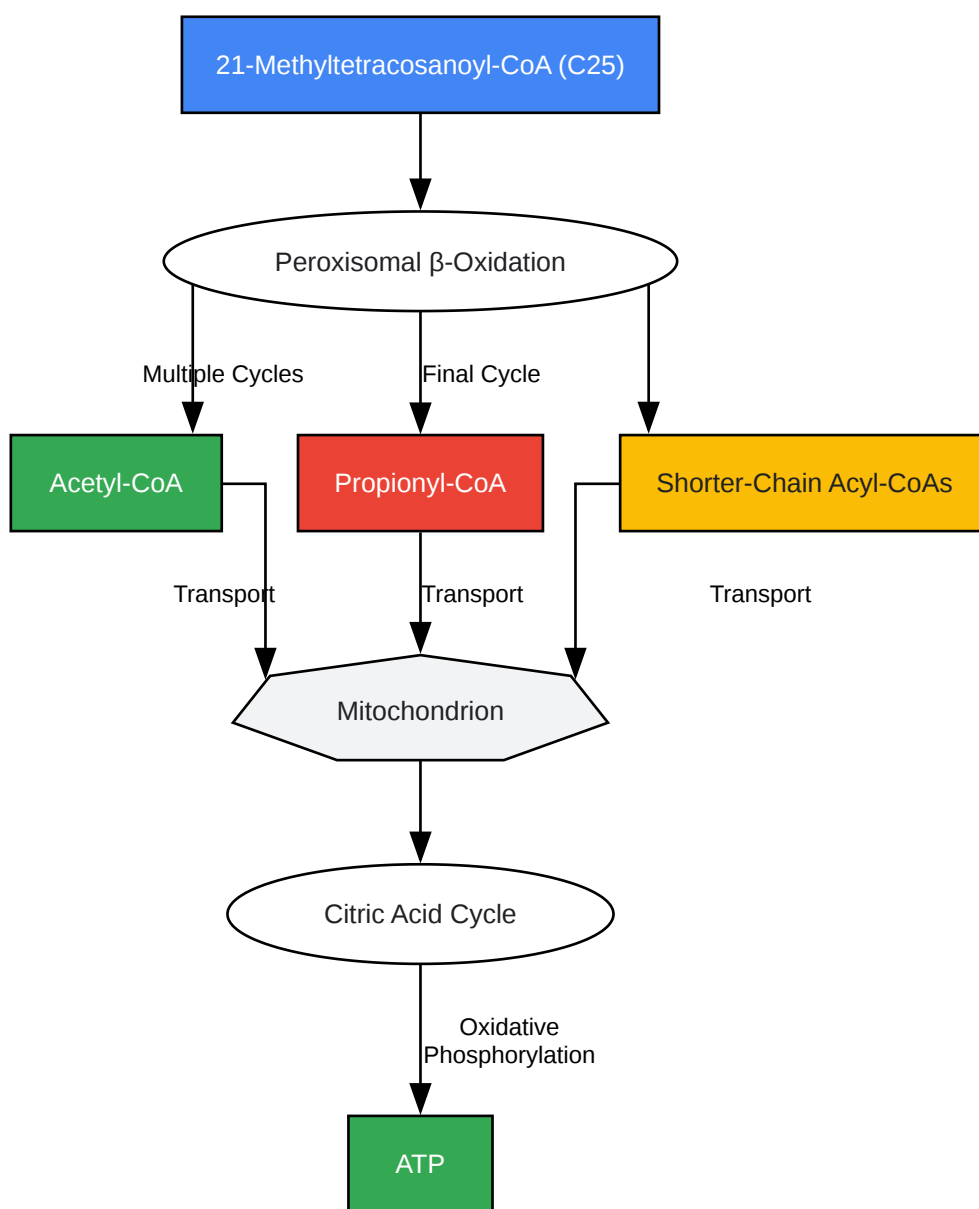 21-Methyltetracosanoyl-CoA (C25)
Peroxisomal β-Oxidation
Multiple Cycles
Final Cycle
Acetyl-CoA
Propionyl-CoA
Shorter-Chain Acyl-CoAs
Transport
Transport
Transport
Mitochondrion
Citric Acid Cycle
Oxidative
Phosphorylation
ATP